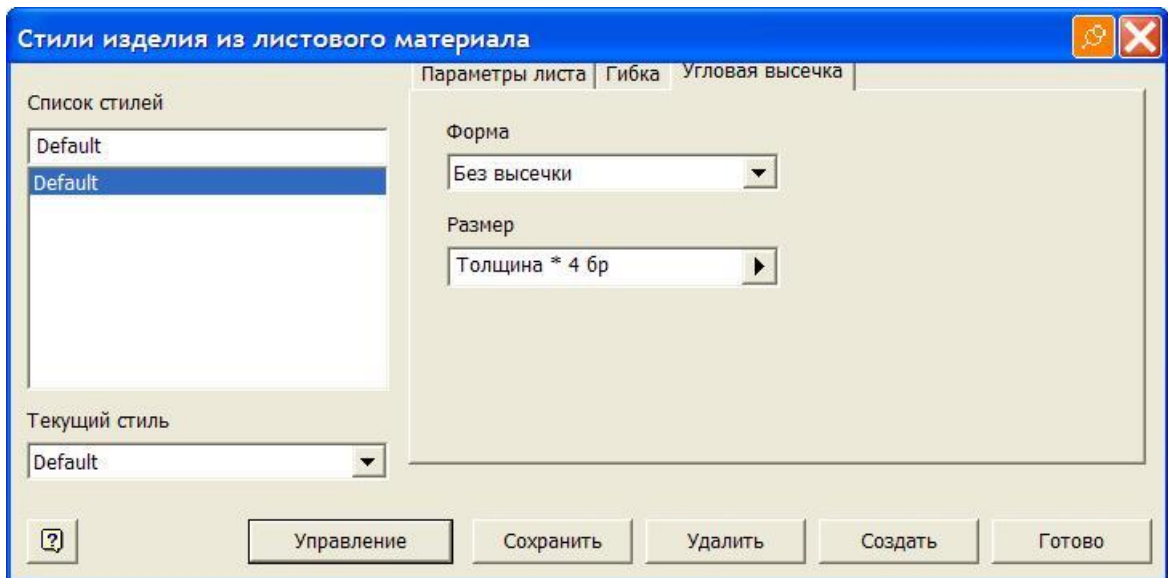 Стили изделия из листового материала
Параметры листа Гибка Угловая высечка
Список стилей
Default
Default
Форма
Без высечки
Размер
Толщина * 4 бр
Текущий стиль
Default
Управление Сохранить Удалить Создать Готово